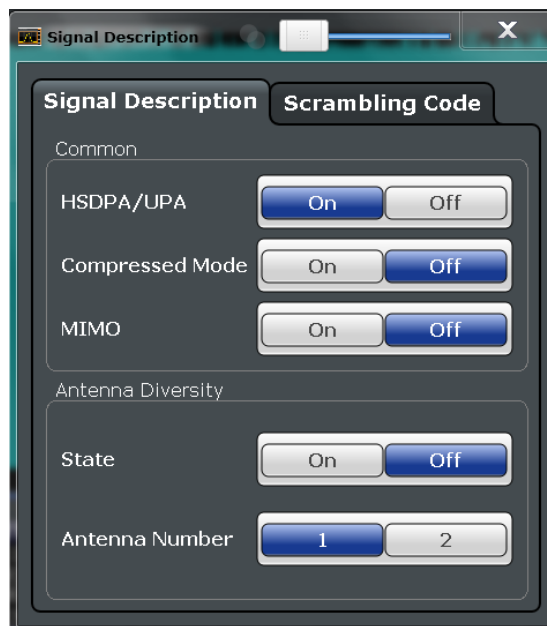 Signal Description
X
Signal Description Scrambling Code
Common
HSDPA/UPA On Off
Compressed Mode On Off
MIMO On Off
Antenna Diversity
State On Off
Antenna Number 1 2